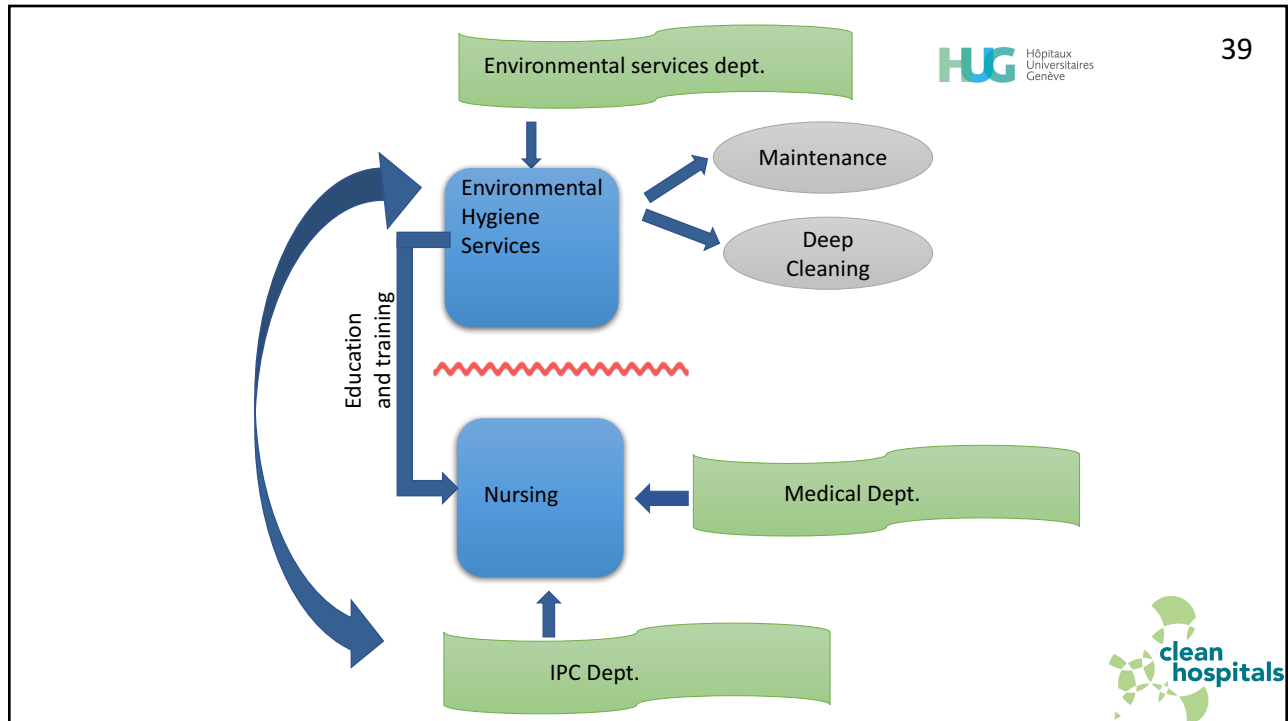 Environmental services dept.
HUG
Hôpitaux
Universitaires
Genève
39
Maintenance
Environmental
Hygiene
Services
Deep
Cleaning
Education
and training
Nursing
Medical Dept.
IPC Dept.
clean
hospitals